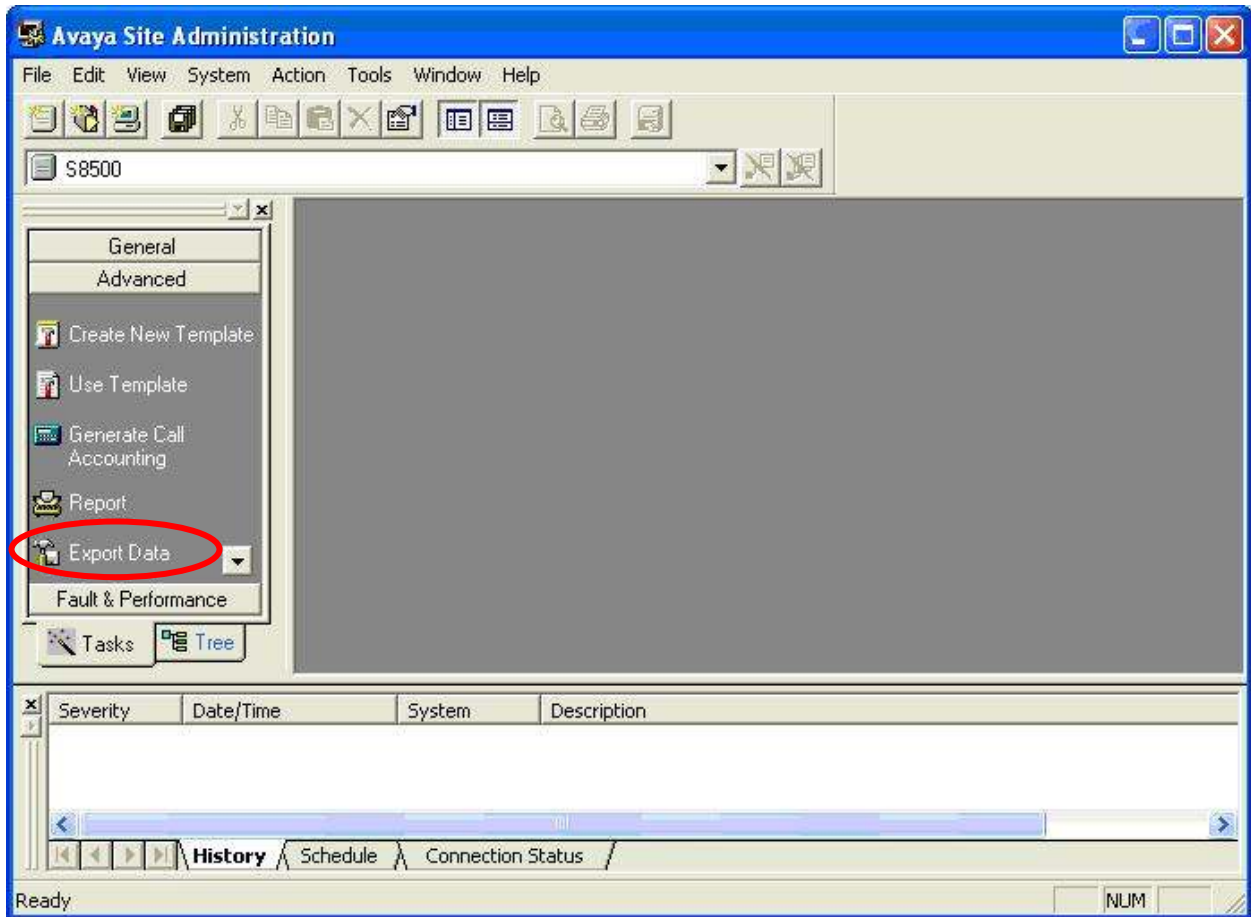 Avaya Site Administration
File Edit View System Action Tools Window Help
S8500
General
Advanced
Create New Template
Use Template
Generate Call
Accounting
Report
Export Data
Fault & Performance
Tasks Tree
Severity Date/Time System Description
History Schedule Connection Status
Ready NUM